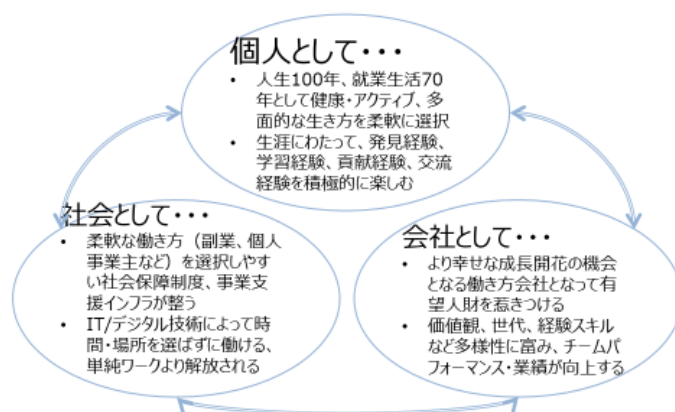 個人として・・・
• 人生100年、就業生活70
年として健康・アクティブ、多
面的な生き方を柔軟に選択
• 生涯にわたって、発見経験、
学習経験、貢献経験、交流
経験を積極的に楽しむ
社会として・・・
• 柔軟な働き方（副業、個人
事業主など）を選択しやす
い社会保障制度、事業支
援インフラが整う
• IT/デジタル技術によって時
間・場所を選ばずに働ける、
単純ワークより解放される
会社として・・・
• より幸せな成長開花の機会
となる働き方会社となって有
望人財を惹きつける
• 価値観、世代、経験スキル
など多様性に富み、チームパ
フォーマンス・業績が向上する